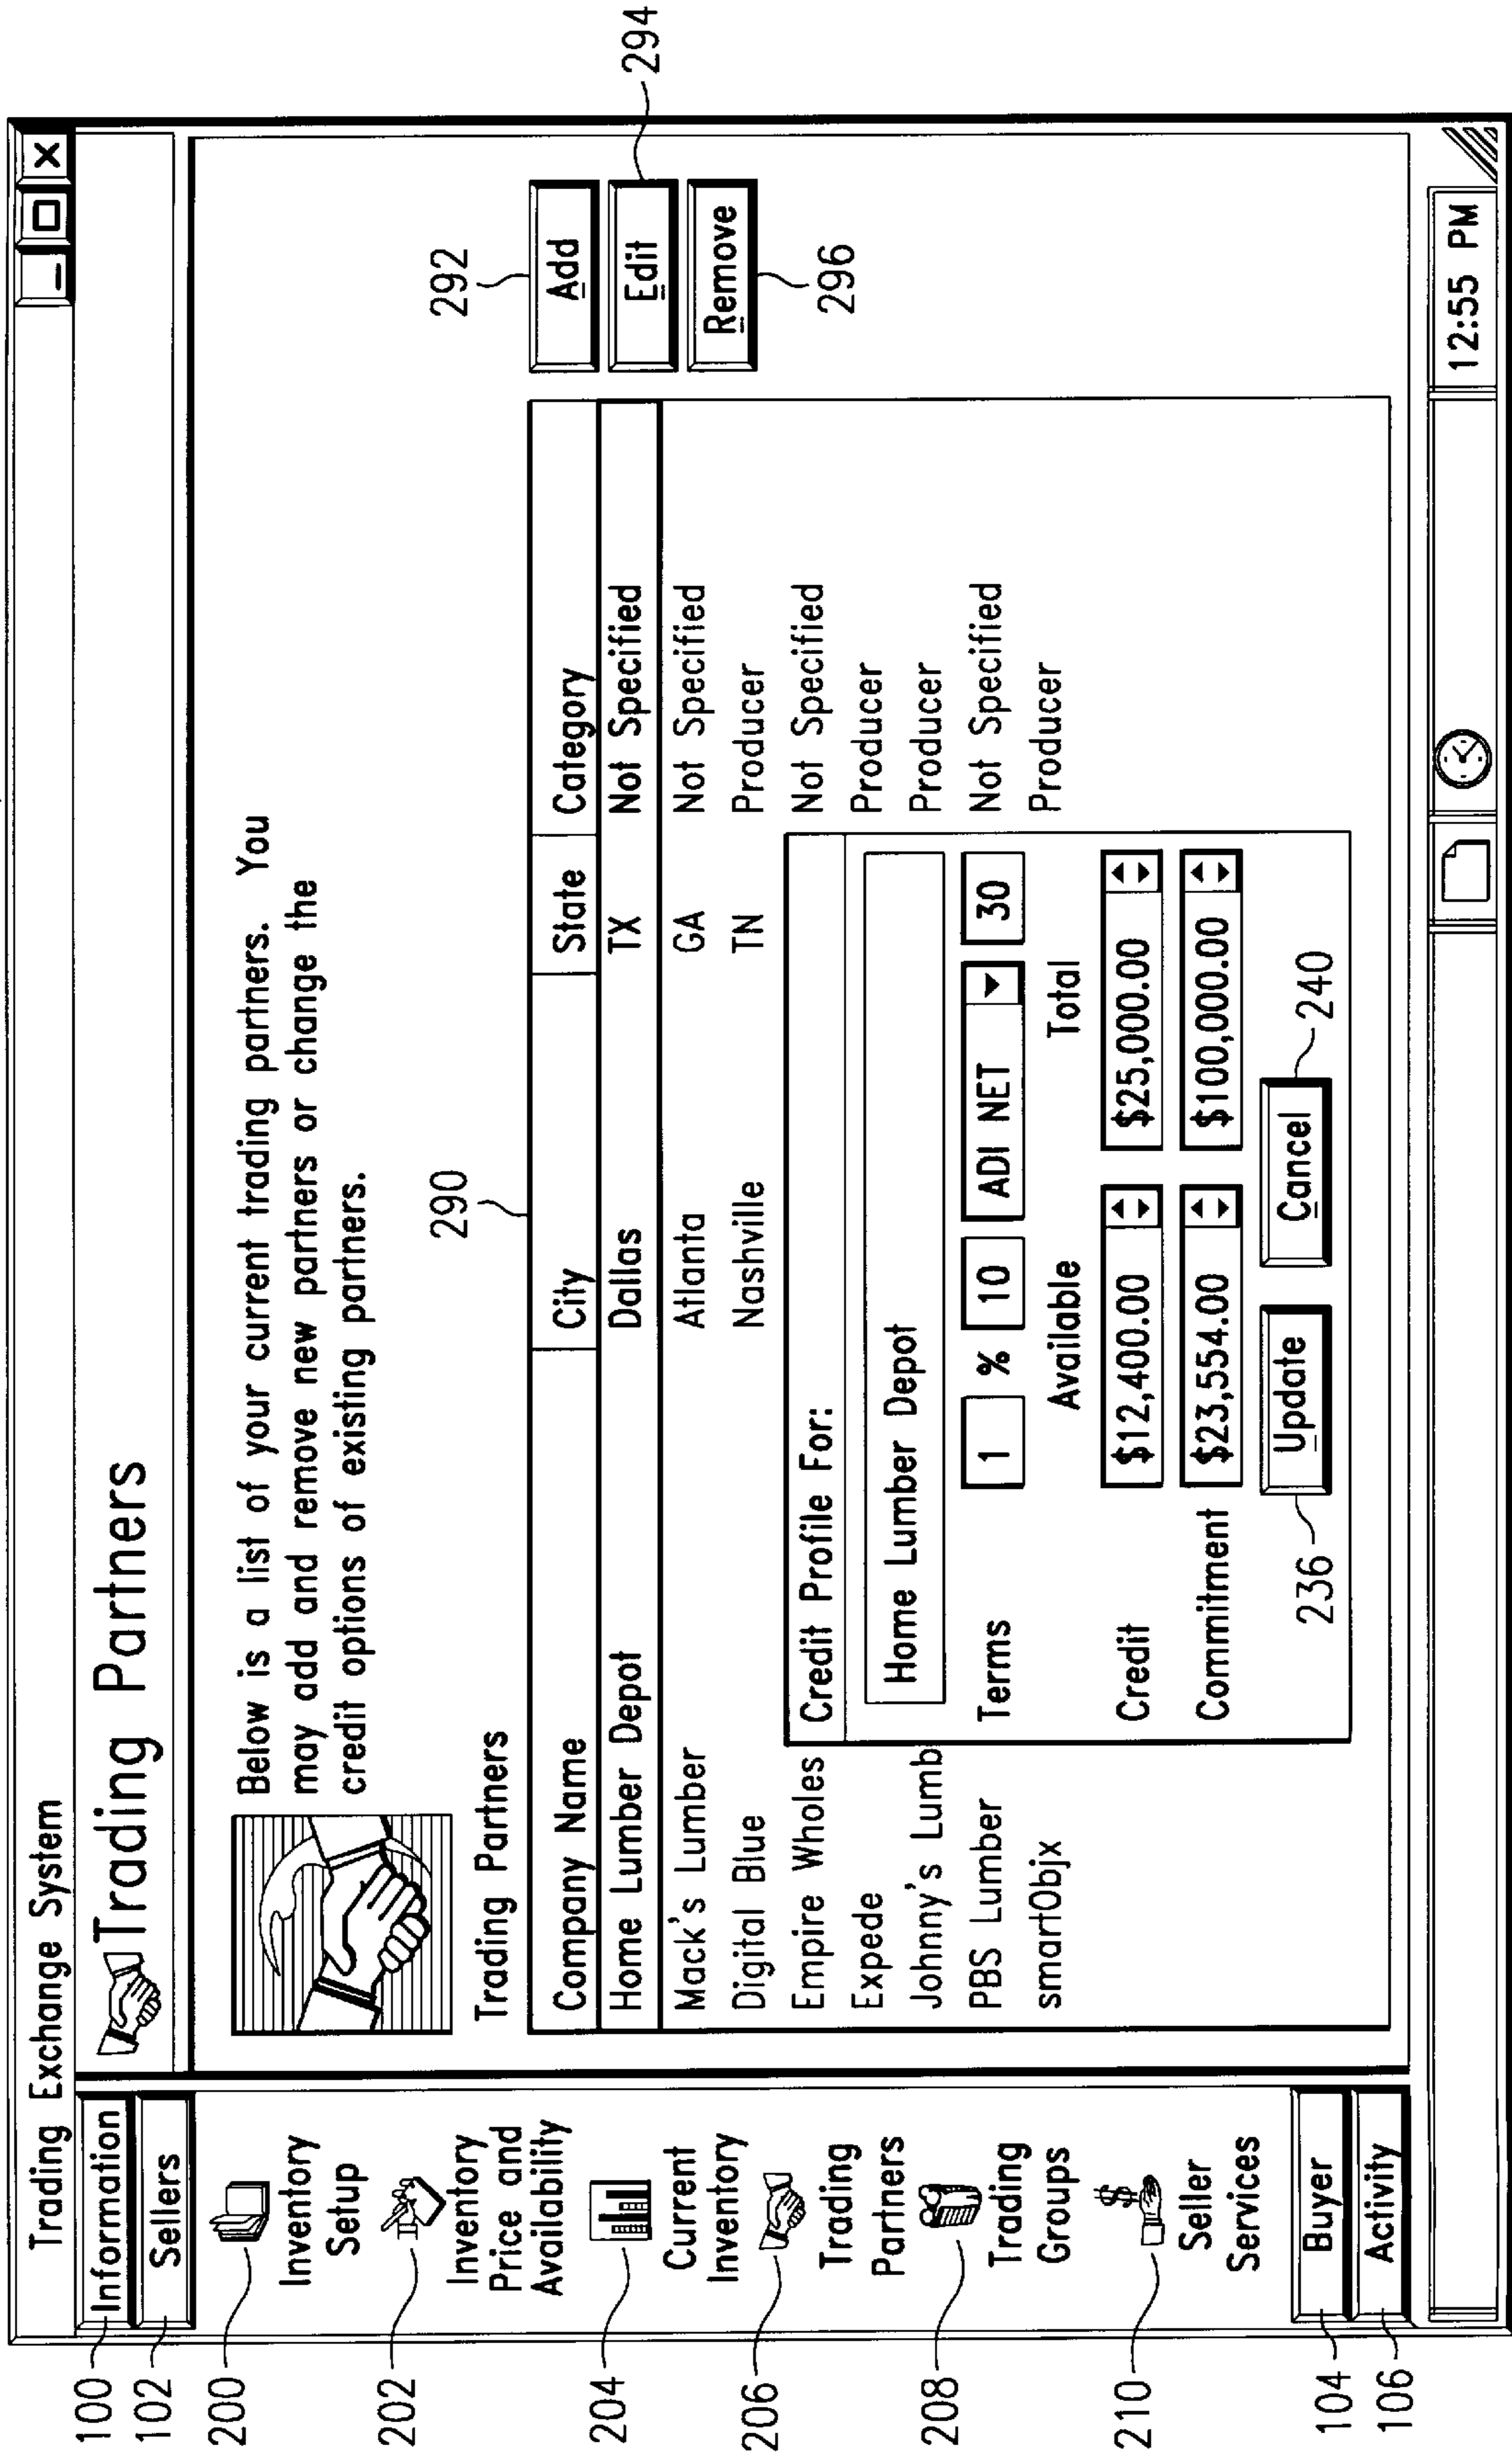 Trading Exchange System
_ □ X
100
Information
102
Sellers
Trading Partners
200
Inventory
Setup
202
Inventory
Price and
Availability
204
Current
Inventory
206
Trading
Partners
208
Trading
Groups
210
$
Seller
Services
104
Buyer
106
Activity
Below is a list of your current trading partners. You
may add and remove new partners or change the
credit options of existing partners.
Trading Partners
290
292
294
296
Add
Edit
Remove
Company Name City State Category
Home Lumber Depot Dallas TX Not Specified
Mack's Lumber Atlanta GA Not Specified
Digital Blue Nashville TN Producer
Empire Wholes Not Specified
Expede Producer
Johnny's Lumb Producer
PBS Lumber Not Specified
smartObjx Producer
Credit Profile For:
Home Lumber Depot
Terms 1 % 10 ADI NET 30
Available Total
Credit $12,400.00 $25,000.00
Commitment $23,554.00 $100,000.00
236
Update
Cancel
240
12:55 PM